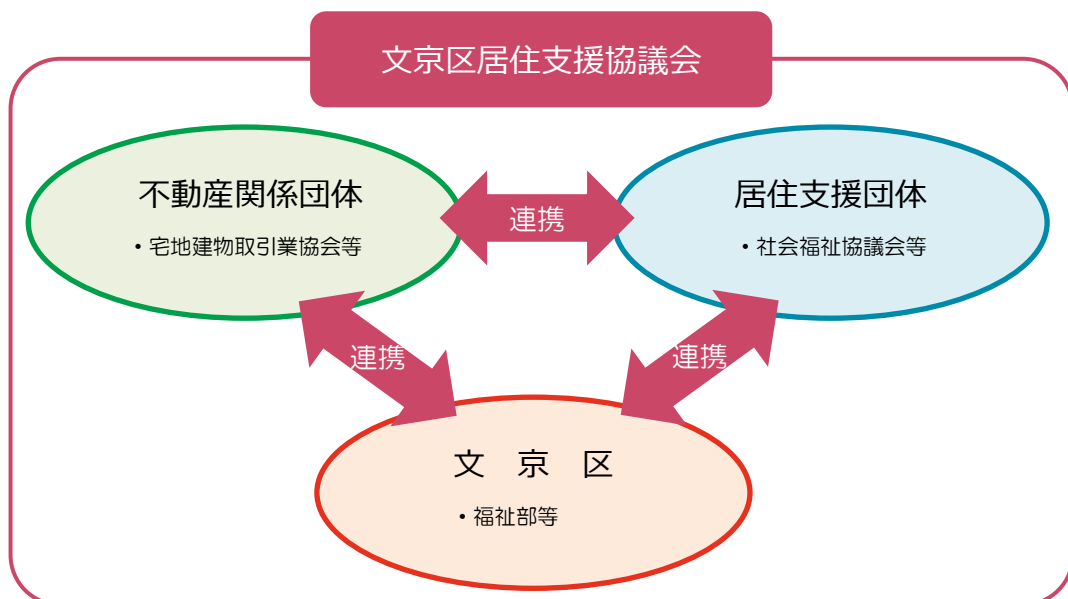 文京区居住支援協議会
不動産関係団体
・宅地建物取引業協会等
連携
居住支援団体
・社会福祉協議会等
連携
連携
文　京　区
・福祉部等